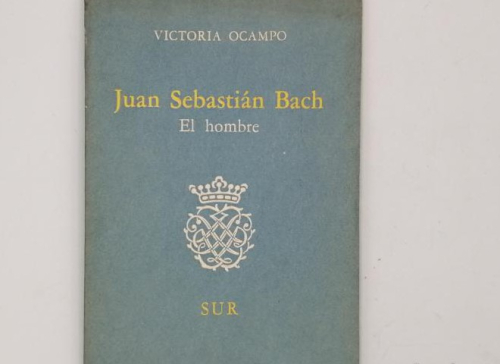 VICTORIA OCAMPO
Juan Sebastián Bach
El hombre
SUR